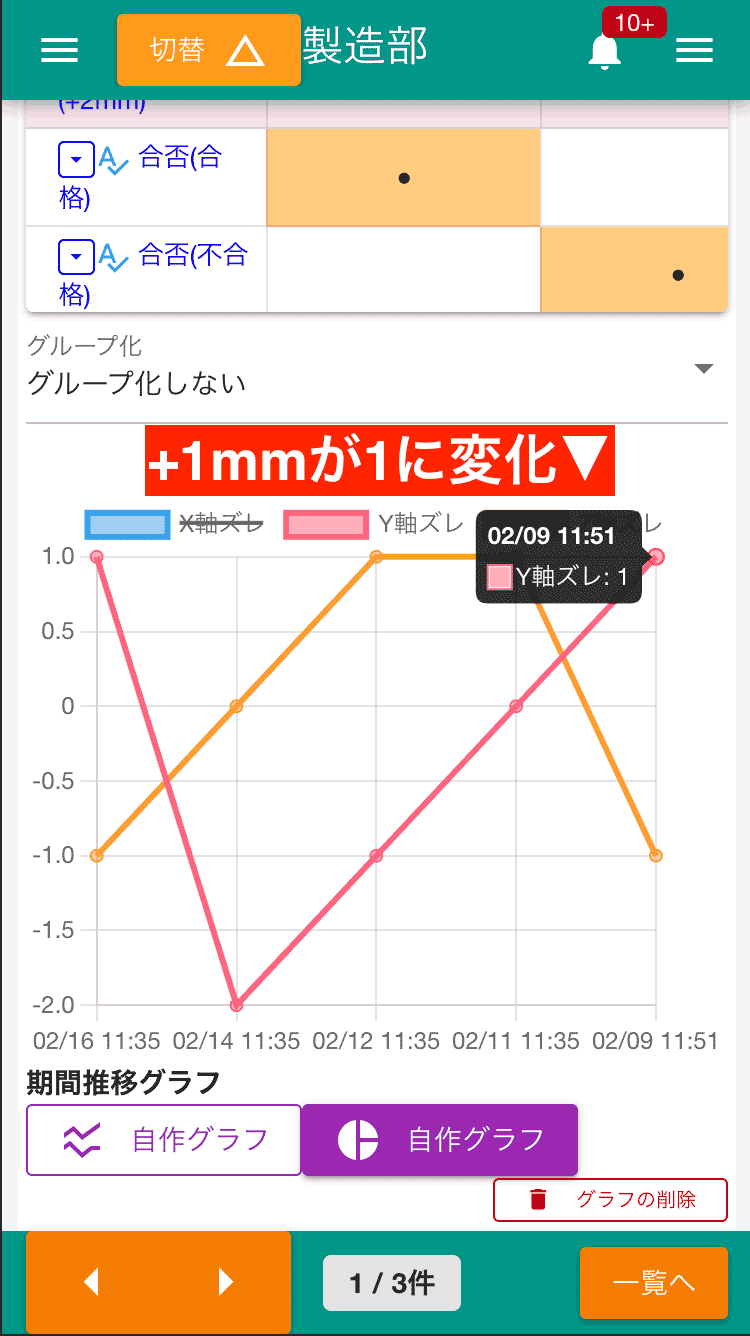 切替 製造部 10+
(+2mm)
合否(合
格)
合否(不合
格)
グループ化
グループ化しない
+1mmが1に変化▼
X軸ズレ Y軸ズレ レ
02/09 11:51
Y軸ズレ: 1
1.0
0.5
0
-0.5
-1.0
-1.5
-2.0
02/16 11:35 02/14 11:35 02/12 11:35 02/11 11:35 02/09 11:51
期間推移グラフ
自作グラフ 自作グラフ
グラフの削除
1 / 3件 一覧へ